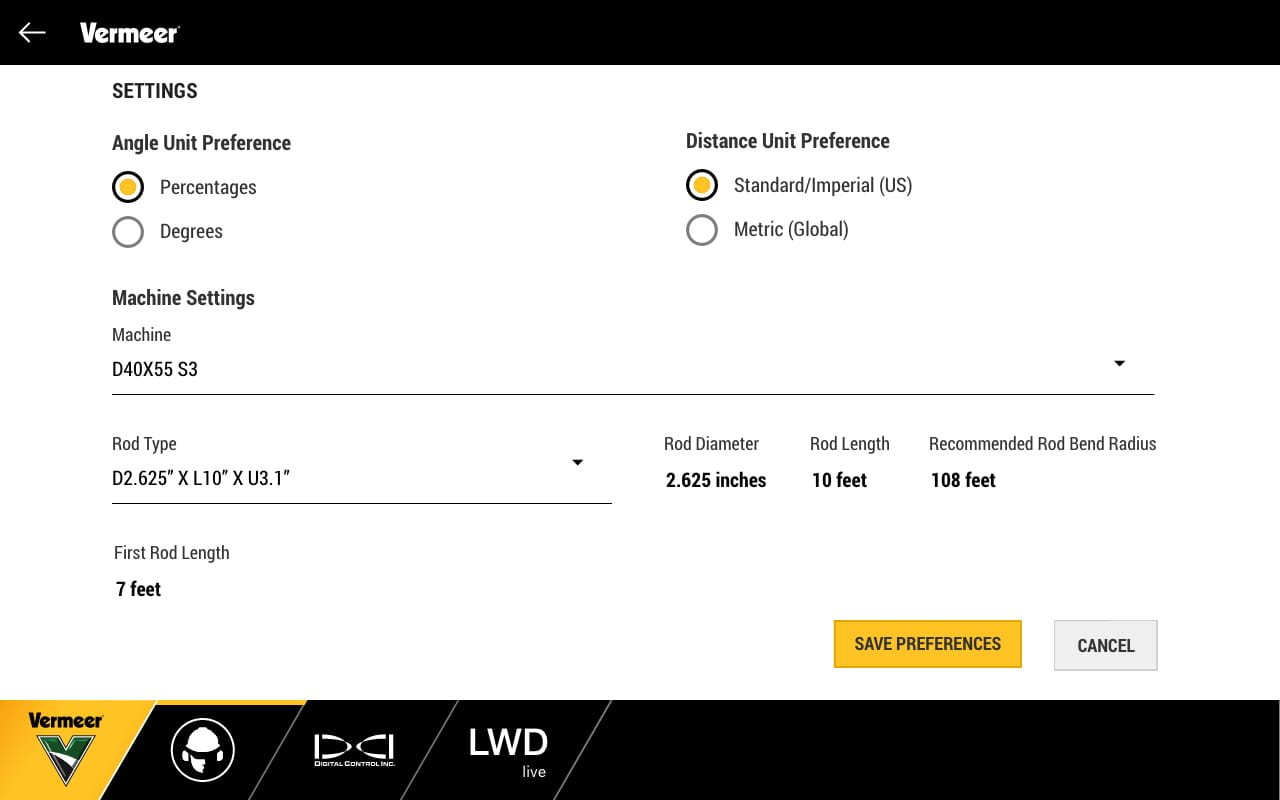 Vermeer
SETTINGS
Angle Unit Preference
Percentages
Degrees
Distance Unit Preference
Standard/Imperial (US)
Metric (Global)
Machine Settings
Machine
D40X55 S3
Rod Type
D2.625” X L10” X U3.1”
Rod Diameter
2.625 inches
Rod Length
10 feet
Recommended Rod Bend Radius
108 feet
First Rod Length
7 feet
SAVE PREFERENCES
CANCEL
Vermeer
DCI
DIGITAL CONTROL INC.
LWD
live